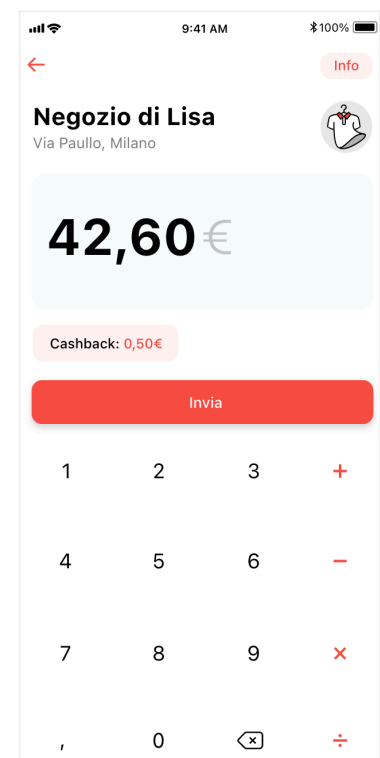 9:41 AM 100%
Info
Negozio di Lisa
Via Paullo, Milano
42,60€
Cashback: 0,50€
Invia
1 2 3 +
4 5 6 −
7 8 9 ×
, 0 ÷